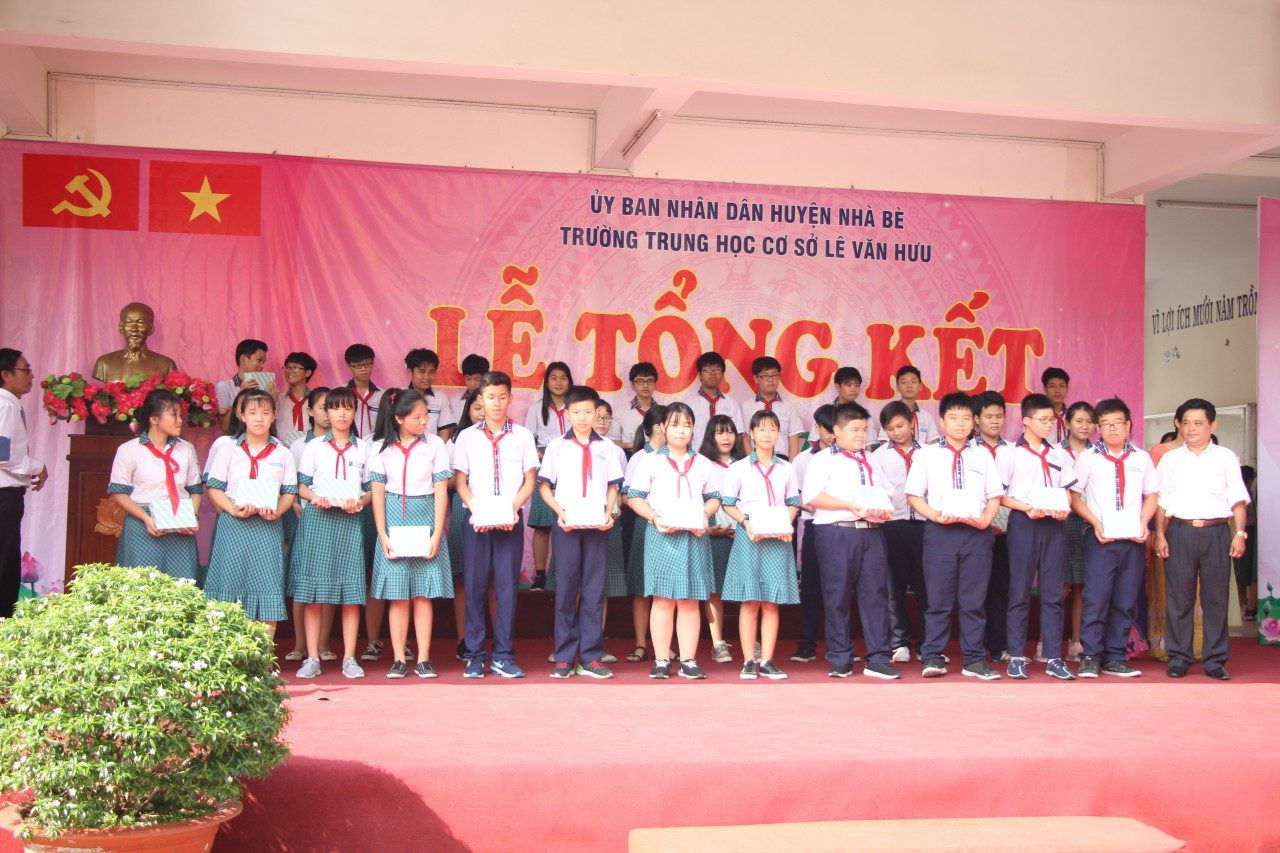 ỦY BAN NHÂN DÂN HUYỆN NHÀ BÈ
TRƯỜNG TRUNG HỌC CƠ SỞ LÊ VĂN HƯU
LỄ TỔNG KẾT
VÌ LỢI ÍCH MƯỜI NĂM